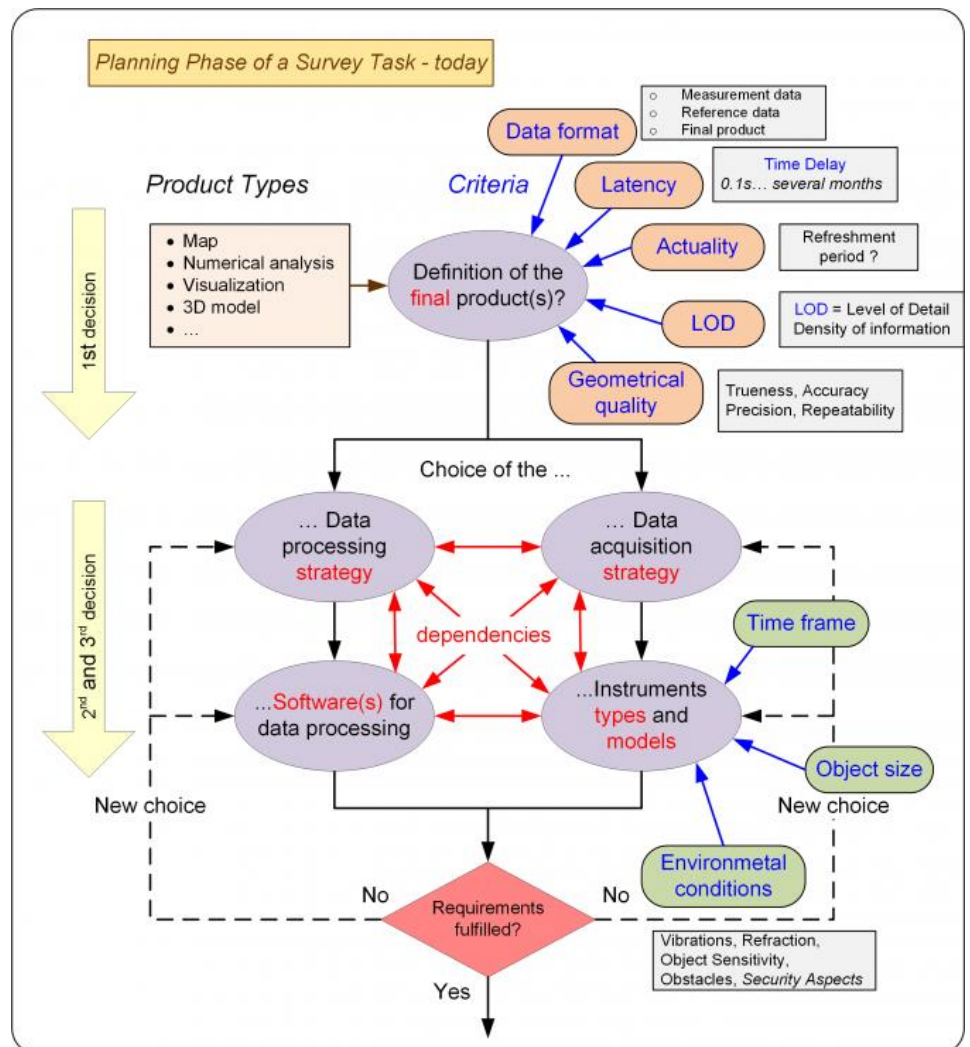 Planning Phase of a Survey Task - today
○ Measurement data
○ Reference data
○ Final product
Data format
Product Types
Criteria
Latency
Time Delay
0.1s... several months
• Map
• Numerical analysis
• Visualization
• 3D model
• ...
Definition of the
final product(s)?
Actuality
Refreshment
period ?
LOD
LOD = Level of Detail
Density of information
Geometrical
quality
Trueness, Accuracy
Precision, Repeatability
1st decision
Choice of the ...
... Data
processing
strategy
... Data
acquisition
strategy
dependencies
Time frame
2nd and 3rd decision
...Software(s) for
data processing
...Instruments
types and
models
Object size
New choice
New choice
Environmetal
conditions
No
No
Requirements
fulfilled?
Vibrations, Refraction,
Object Sensitivity,
Obstacles, Security Aspects
Yes